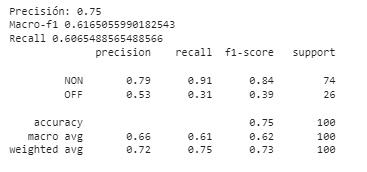 Precisión: 0.75
Macro-f1 0.6165055990182543
Recall 0.6065488565488566
precision recall f1-score support
NON 0.79 0.91 0.84 74
OFF 0.53 0.31 0.39 26
accuracy 0.75 100
macro avg 0.66 0.61 0.62 100
weighted avg 0.72 0.75 0.73 100